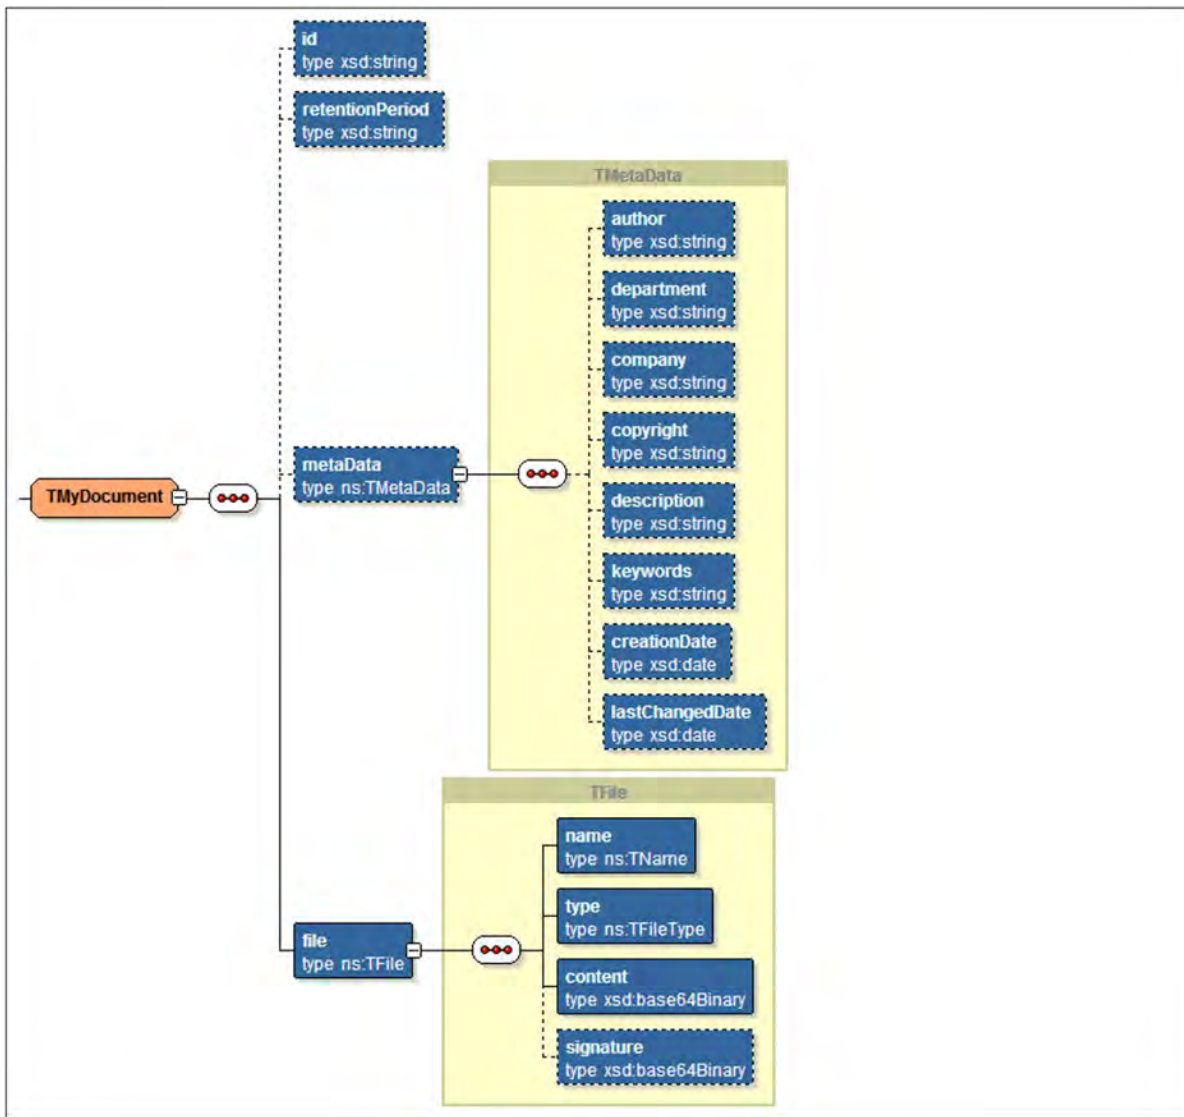 id
type xsd:string
retentionPeriod
type xsd:string
TMetaData
author
type xsd:string
department
type xsd:string
company
type xsd:string
copyright
type xsd:string
metaData
type ns:TMetaData
TMyDocument
description
type xsd:string
keywords
type xsd:string
creationDate
type xsd:date
lastChangedDate
type xsd:date
TFile
name
type ns:TName
type
type ns:TFileType
file
type ns:TFile
content
type xsd:base64Binary
signature
type xsd:base64Binary